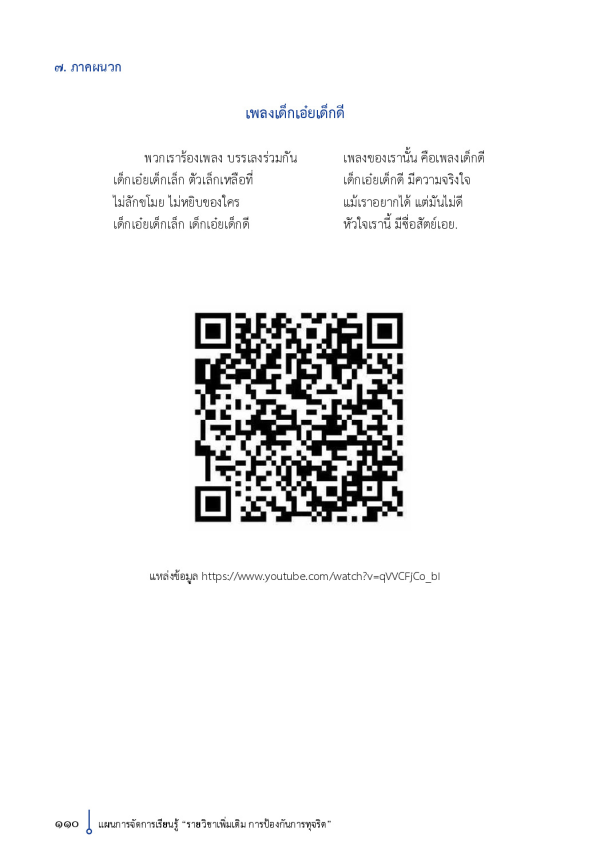 ๗. ภาคผนวก
เพลงเด็กเอ๋ยเด็กดี
พวกเราร้องเพลง บรรเลงร่วมกัน เพลงของเรานั้น คือเพลงเด็กดี
เด็กเอ๋ยเด็กเล็ก ตัวเล็กเหลือที่ เด็กเอ๋ยเด็กดี มีความจริงใจ
ไม่ลักขโมย ไม่หยิบของใคร แม้เราอยากได้ แต่มันไม่ดี
เด็กเอ๋ยเด็กเล็ก เด็กเอ๋ยเด็กดี หัวใจเรานี้ มีซื่อสัตย์เอย.
แหล่งข้อมูล https://www.youtube.com/watch?v=qVVCFJCo_bI
๑๑๐ แผนการจัดการเรียนรู้ “รายวิชาเพิ่มเติม การป้องกันการทุจริต”